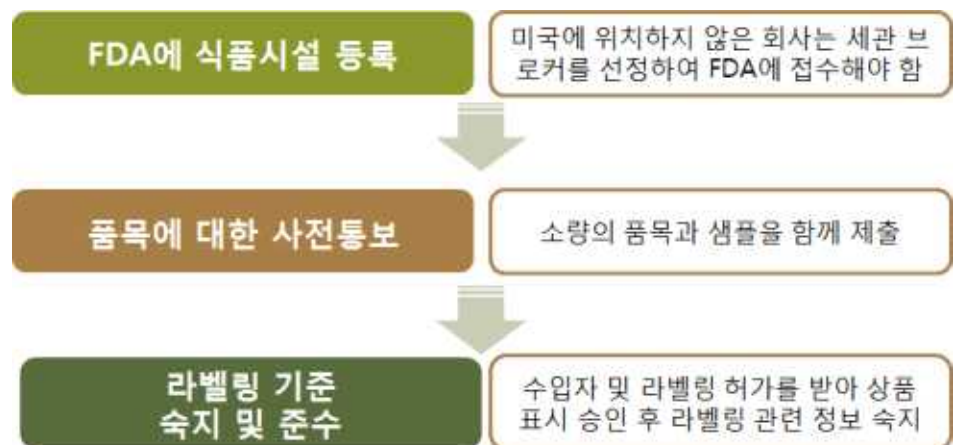 FDA에 식품시설 등록
미국에 위치하지 않은 회사는 세관 브
로커를 선정하여 FDA에 접수해야 함
품목에 대한 사전통보
소량의 품목과 샘플을 함께 제출
라벨링 기준
숙지 및 준수
수입자 및 라벨링 허가를 받아 상품
표시 승인 후 라벨링 관련 정보 숙지